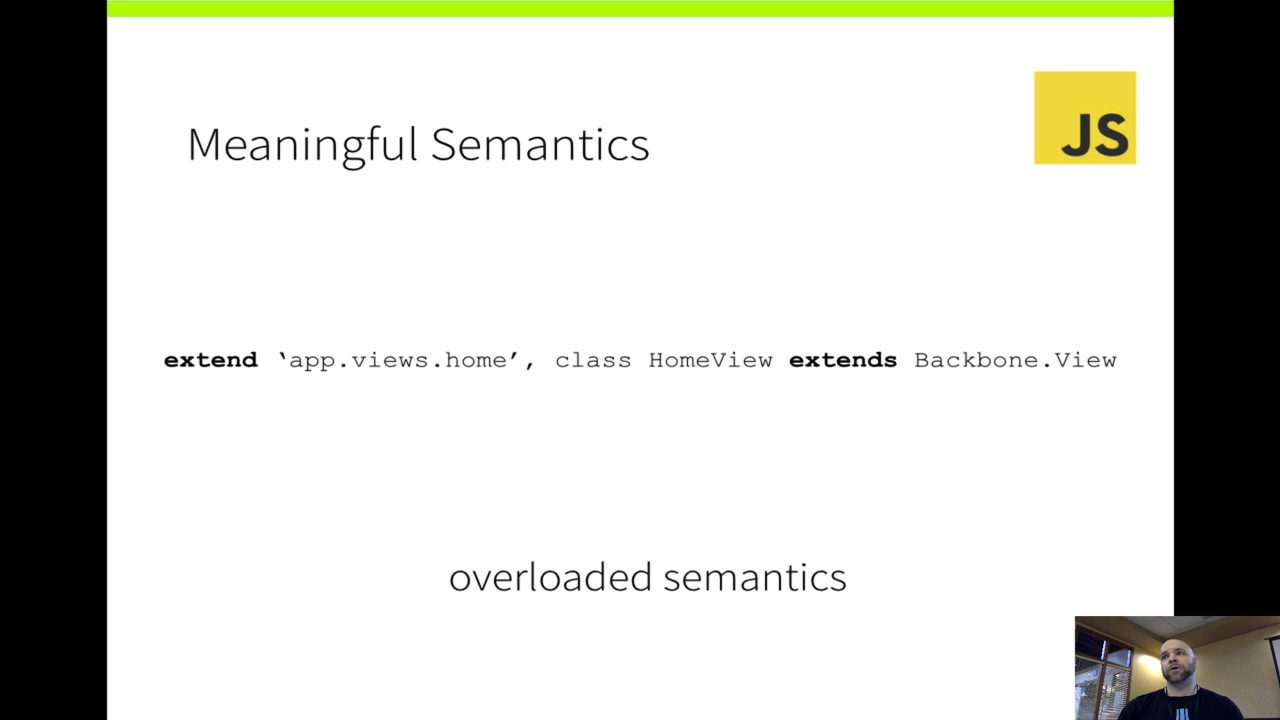 Meaningful Semantics
JS
extend ‘app.views.home’, class HomeView extends Backbone.View
overloaded semantics